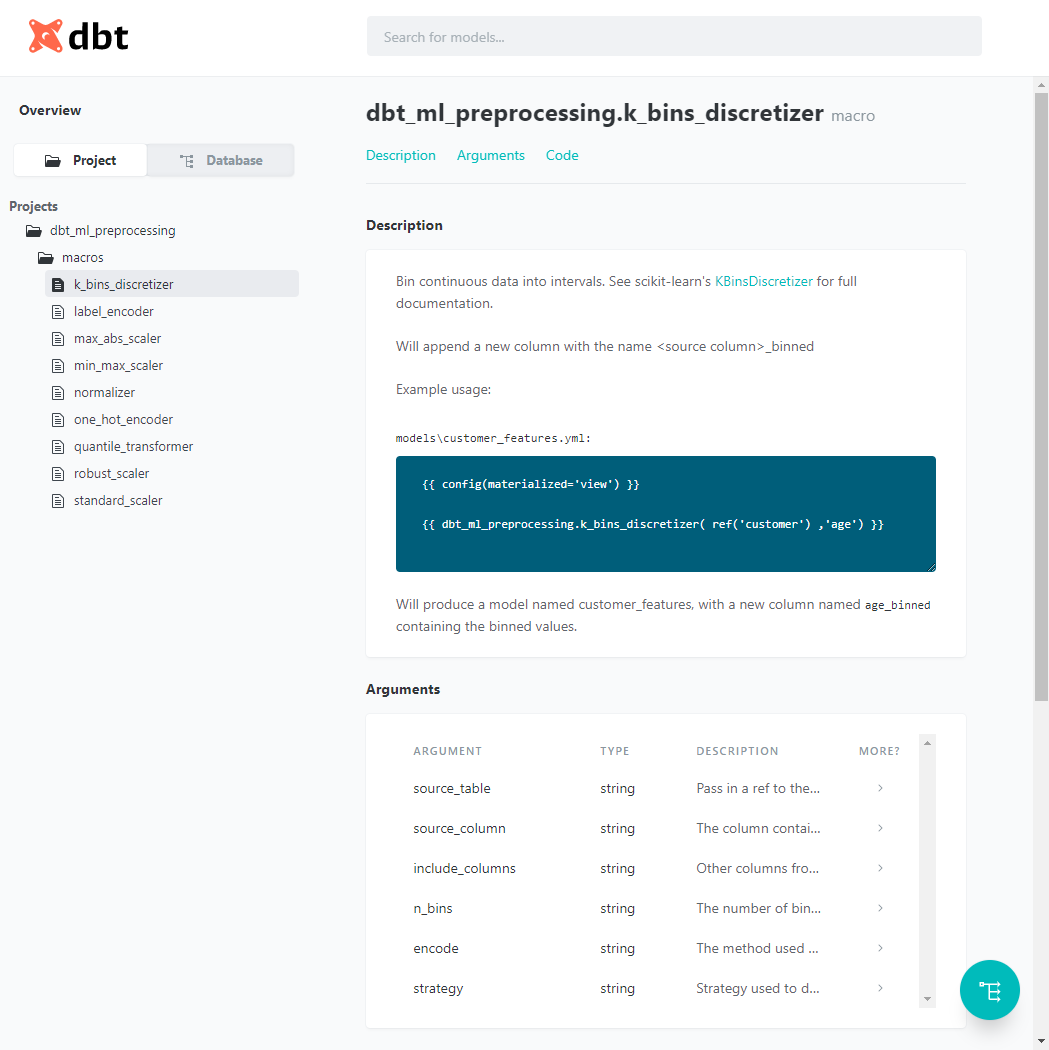 dbt
Search for models...
Overview
Project
Database
Projects
dbt_ml_preprocessing
macros
k_bins_discretizer
label_encoder
max_abs_scaler
min_max_scaler
normalizer
one_hot_encoder
quantile_transformer
robust_scaler
standard_scaler
dbt_ml_preprocessing.k_bins_discretizer macro
Description Arguments Code
Description
Bin continuous data into intervals. See scikit-learn's KBinsDiscretizer for full
documentation.
Will append a new column with the name <source column>_binned
Example usage:
models\customer_features.yml:
{{ config(materialized='view') }}
{{ dbt_ml_preprocessing.k_bins_discretizer( ref('customer') ,'age') }}
Will produce a model named customer_features, with a new column named age_binned
containing the binned values.
Arguments
ARGUMENT TYPE DESCRIPTION MORE?
source_table string Pass in a ref to the...
source_column string The column contai...
include_columns string Other columns fro...
n_bins string The number of bin...
encode string The method used ...
strategy string Strategy used to d...